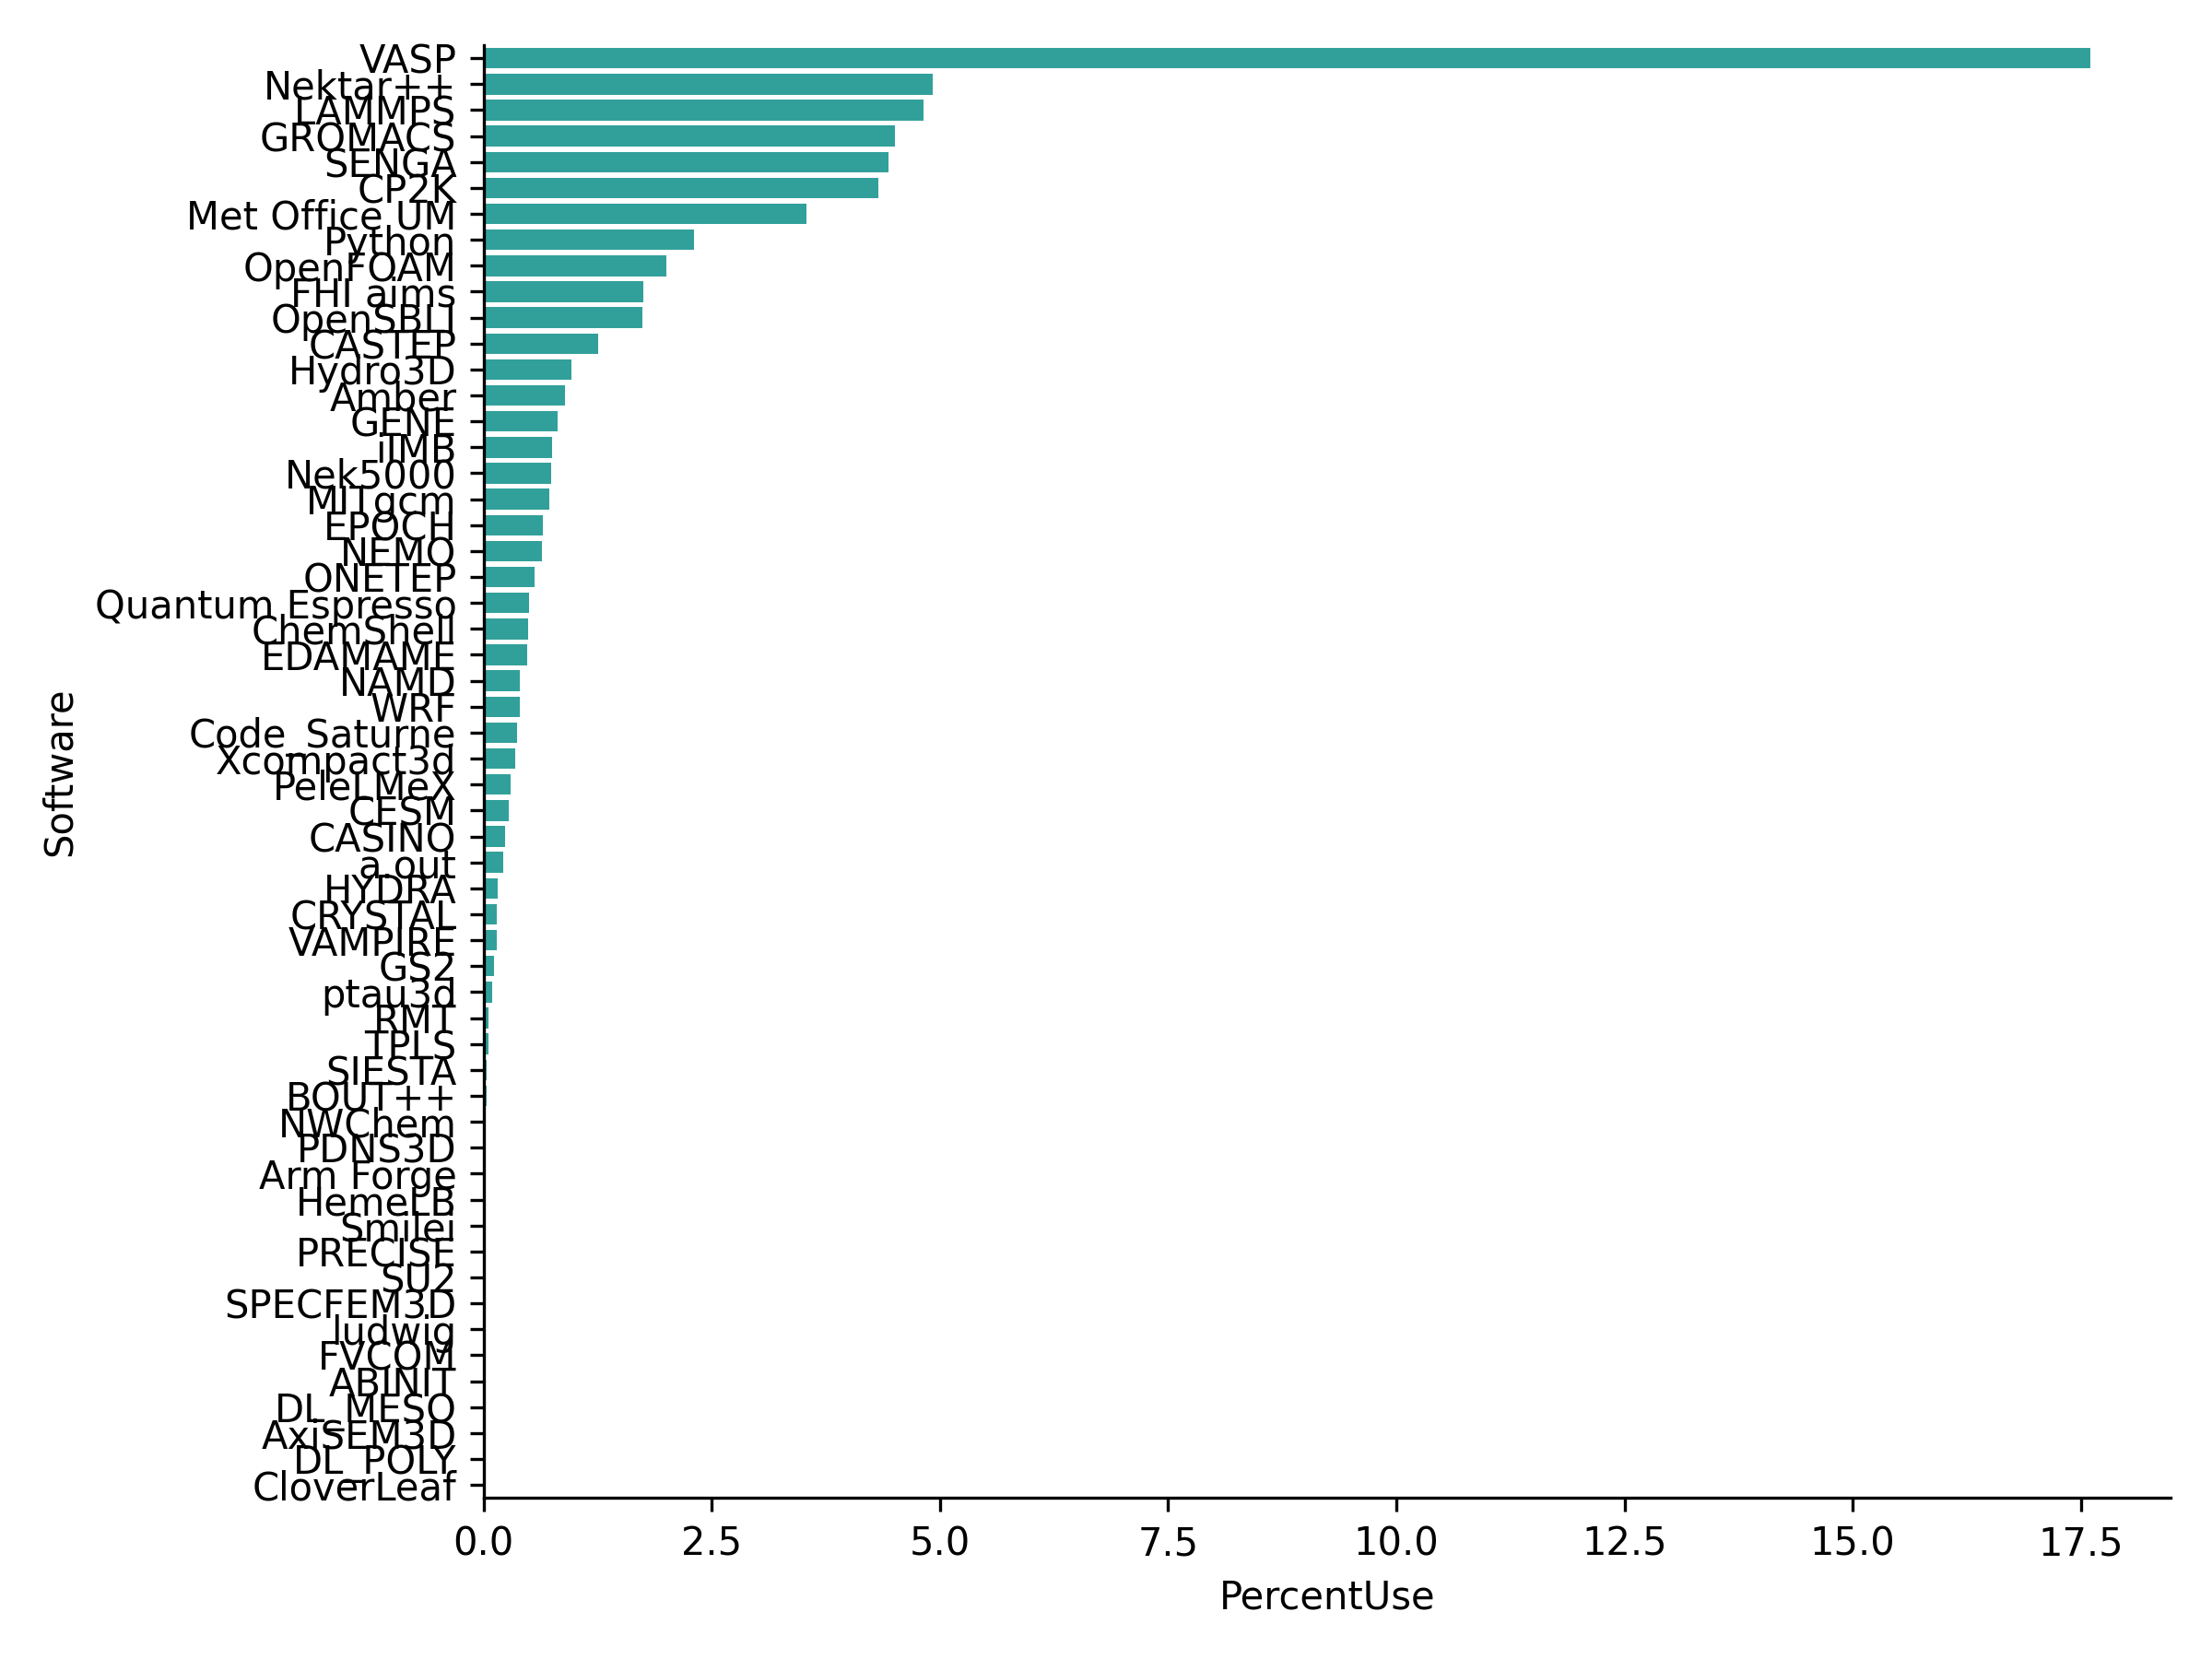 VASP
Nektar++
LAMMPS
GROMACS
SENGA
CP2K
Met Office UM
Python
OpenFOAM
FHI aims
OpenSBLI
CASTEP
Hydro3D
Amber
GENE
iIMB
Nek5000
MITgcm
EPOCH
NEMO
ONETEP
Quantum Espresso
ChemShell
EDAMAME
NAMD
WRF
Code_Saturne
Xcompact3d
PeleLMeX
CESM
CASINO
a.out
HYDRA
CRYSTAL
VAMPIRE
GS2
ptau3d
RMT
TPLS
SIESTA
BOUT++
NWChem
PDNS3D
Arm Forge
HemeLB
Smilei
PRECISE
SU2
SPECFEM3D
ludwig
FVCOM
ABINIT
DL_MESO
AxiSEM3D
DL_POLY
CloverLeaf
Software
0.0 2.5 5.0 7.5 10.0 12.5 15.0 17.5
PercentUse